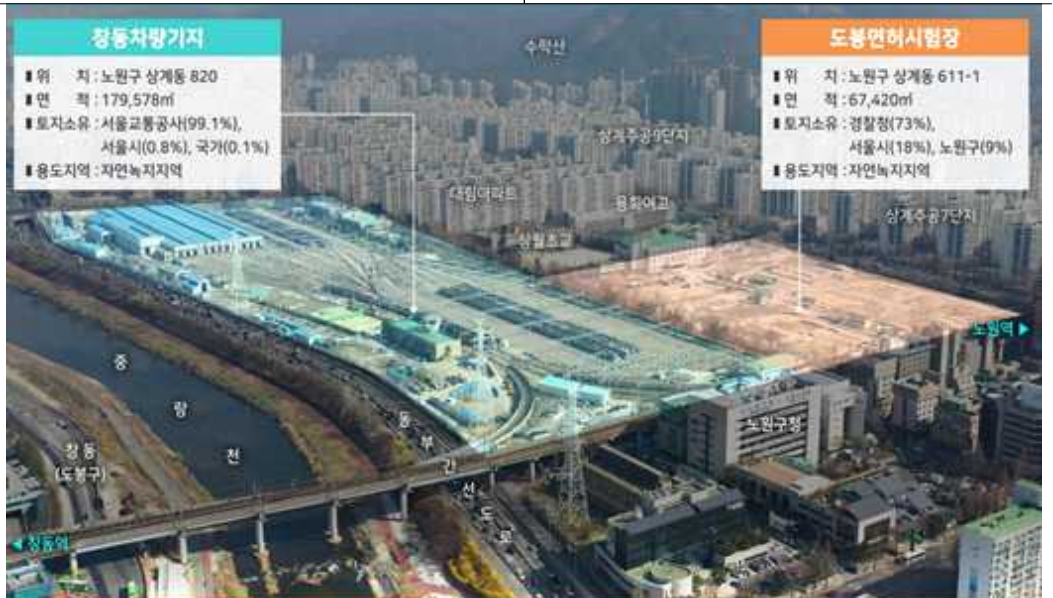 창동차량기지
위 치 : 노원구 상계동 820
면 적 : 179,578㎡
토지소유 : 서울교통공사(99.1%),
서울시(0.8%), 국가(0.1%)
용도지역 : 자연녹지지역
도봉면허시험장
위 치 : 노원구 상계동 611-1
면 적 : 67,420㎡
토지소유 : 경찰청(73%),
서울시(18%), 노원구(9%)
용도지역 : 자연녹지지역
수락산
상계주공9단지
대림아파트
용화여고
상계주공7단지
상월초교
노원역 ▶
중랑천
동부간선도로
노원구청
창동
(도봉구)
◀ 창동역